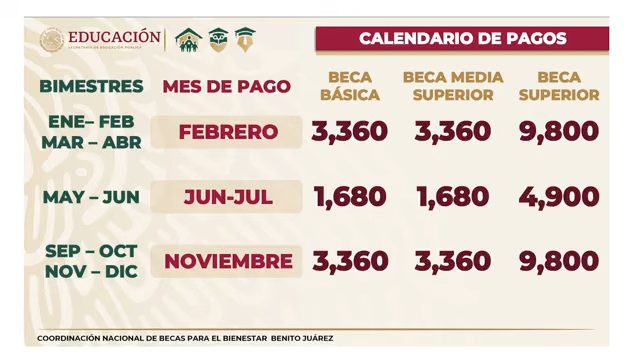 EDUCACIÓN
SECRETARÍA DE EDUCACIÓN PÚBLICA
CALENDARIO DE PAGOS
BIMESTRES MES DE PAGO BECA BÁSICA BECA MEDIA SUPERIOR BECA SUPERIOR
ENE– FEB
MAR – ABR
FEBRERO 3,360 3,360 9,800
MAY – JUN JUN-JUL 1,680 1,680 4,900
SEP – OCT
NOV – DIC
NOVIEMBRE 3,360 3,360 9,800
COORDINACIÓN NACIONAL DE BECAS PARA EL BIENESTAR BENITO JUÁREZ